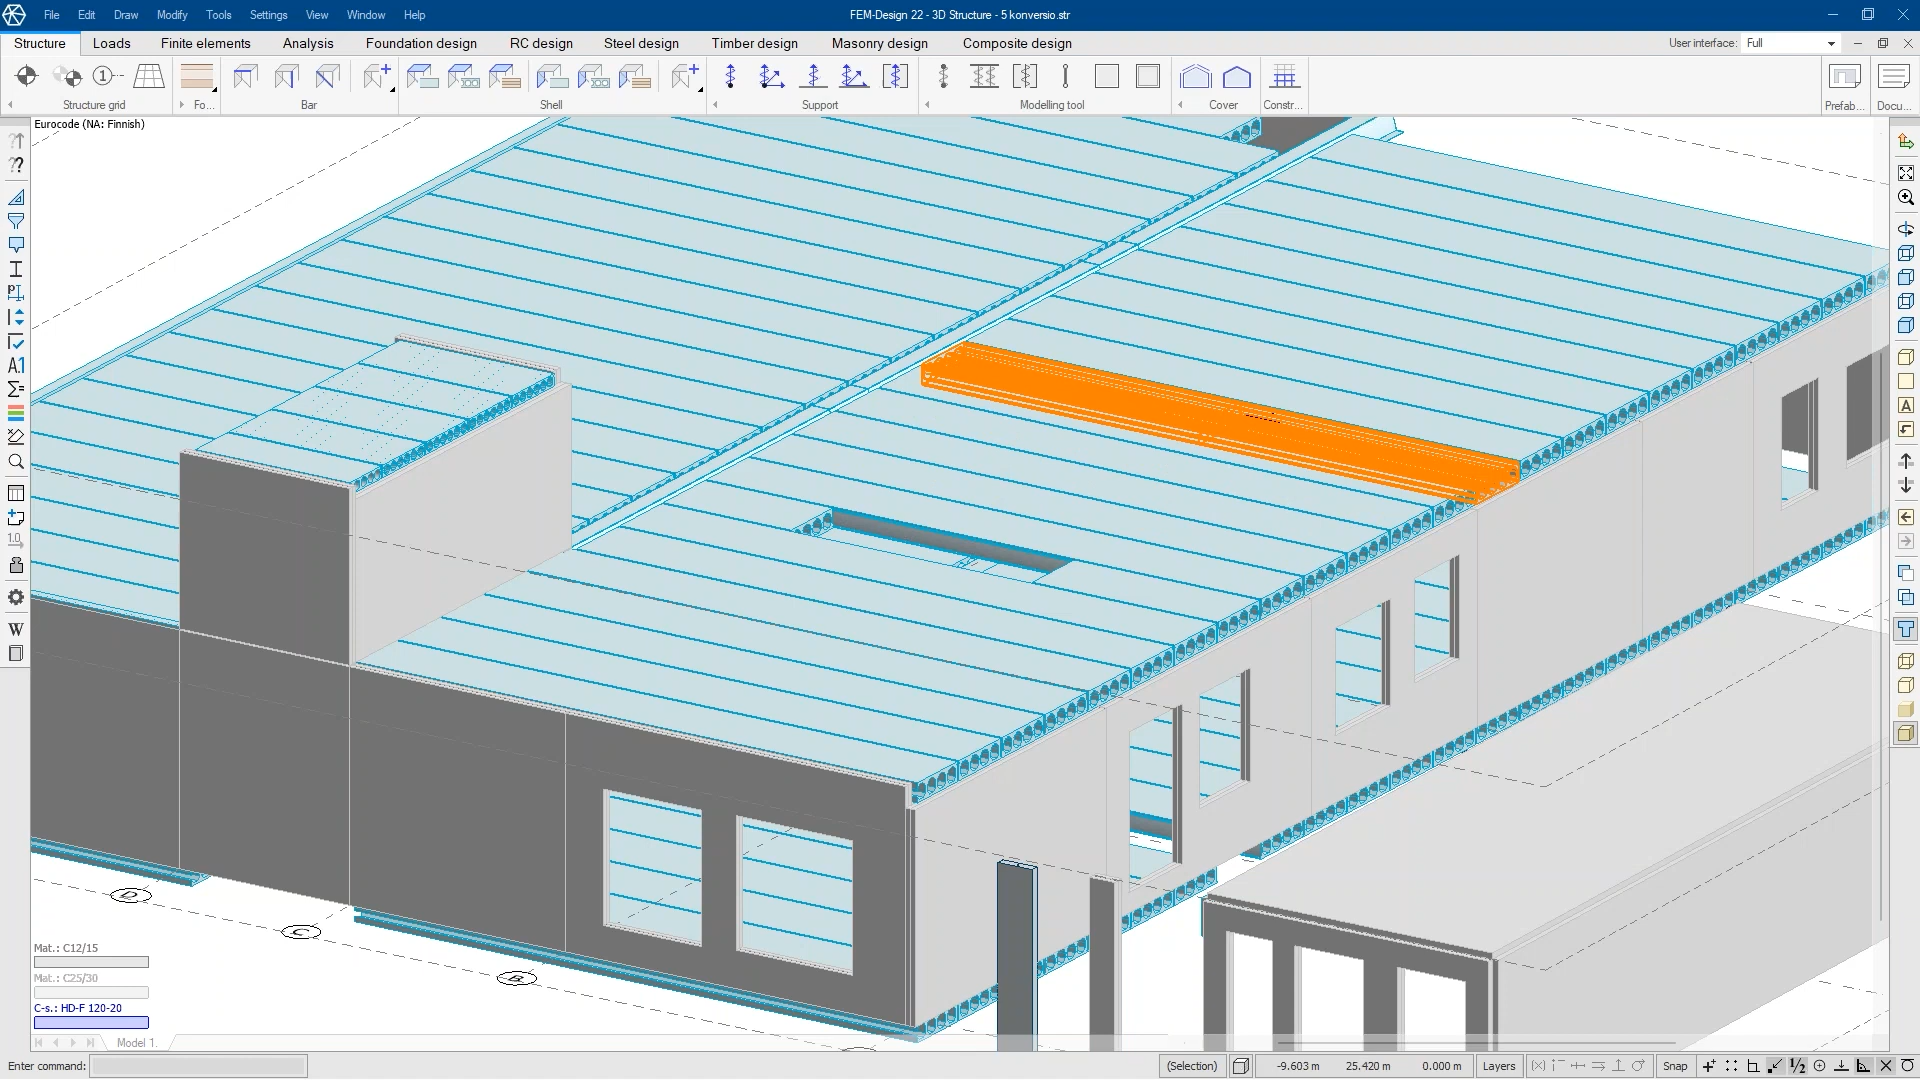 File Edit Draw Modify Tools Settings View Window Help
FEM-Design 22 - 3D Structure - 5 konversio.str
Structure Loads Finite elements Analysis Foundation design RC design Steel design Timber design Masonry design Composite design
User interface: Full
Structure grid Fo... Bar Shell Support Modelling tool Cover Constr... Prefab... Docu...
Eurocode (NA: Finnish)
D
C
B
Mat.: C12/15
Mat.: C25/30
C-s.: HD-F 120-20
Model 1.
Enter command:
(Selection) -9.603 m 25.420 m 0.000 m Layers Snap 1/2